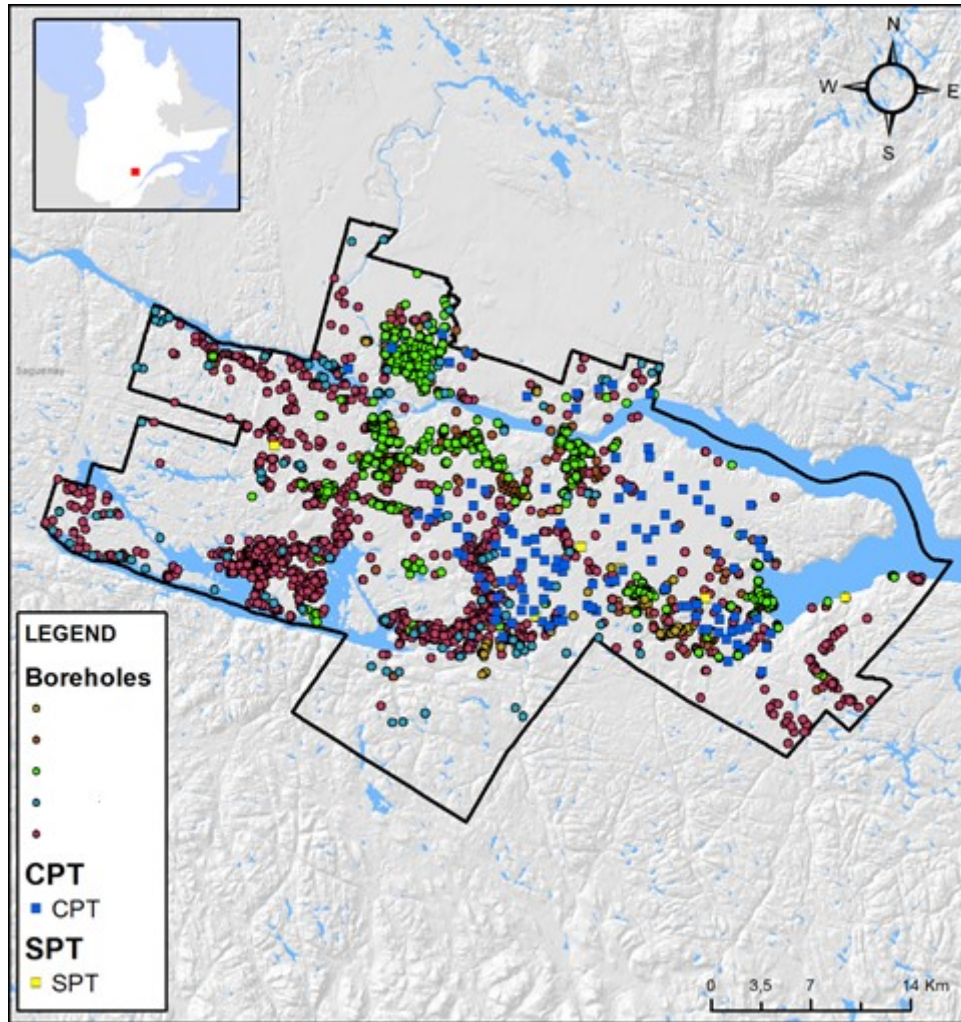 N
W E
S
Saguenay
LEGEND
Boreholes
CPT
CPT
SPT
SPT
0 3,5 7 14 Km